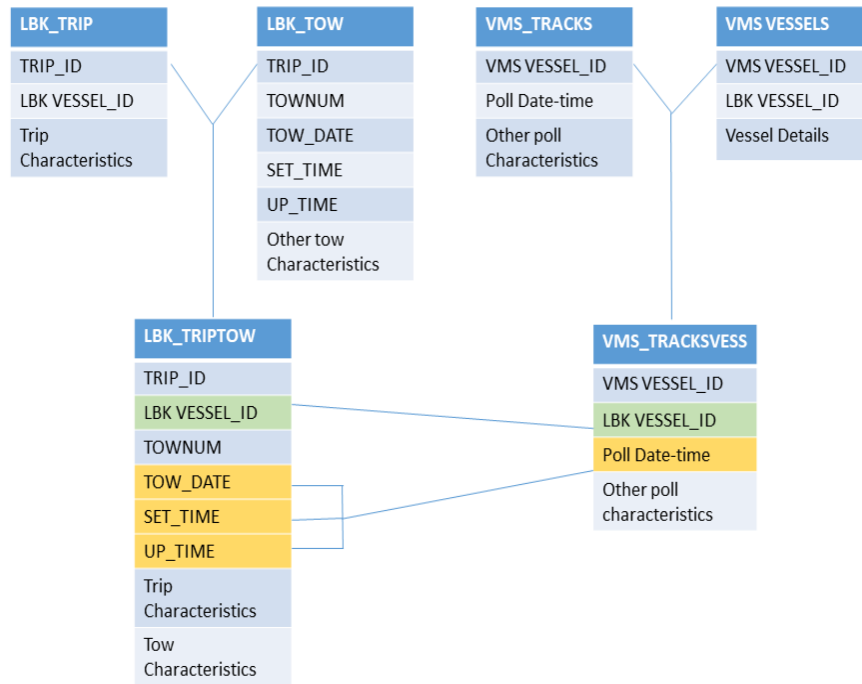 LBK_TRIP
TRIP_ID
LBK VESSEL_ID
Trip
Characteristics
LBK_TOW
TRIP_ID
TOWNUM
TOW_DATE
SET_TIME
UP_TIME
Other tow
Characteristics
VMS_TRACKS
VMS VESSEL_ID
Poll Date-time
Other poll
Characteristics
VMS VESSELS
VMS VESSEL_ID
LBK VESSEL_ID
Vessel Details
LBK_TRIPTOW
TRIP_ID
LBK VESSEL_ID
TOWNUM
TOW_DATE
SET_TIME
UP_TIME
Trip
Characteristics
Tow
Characteristics
VMS_TRACKSVESS
VMS VESSEL_ID
LBK VESSEL_ID
Poll Date-time
Other poll
characteristics